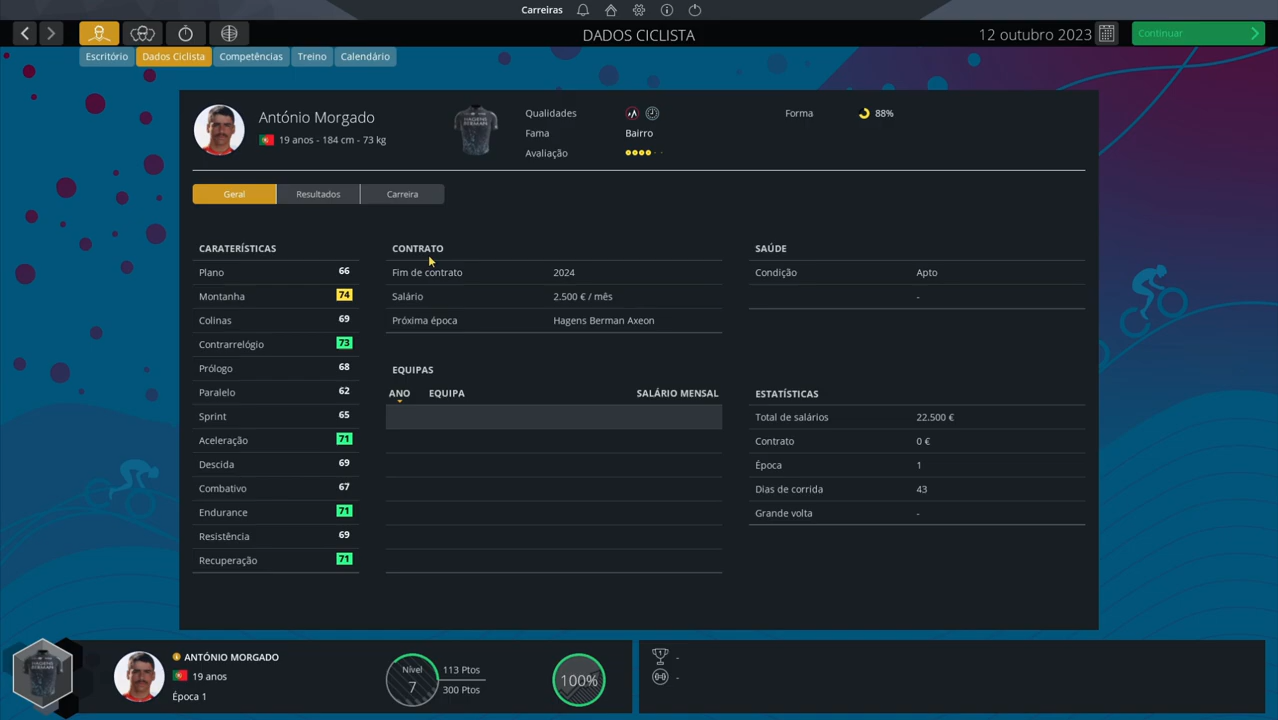 Carreiras
DADOS CICLISTA
12 outubro 2023
Continuar
Escritório
Dados Ciclista
Competências
Treino
Calendário
António Morgado
19 anos - 184 cm - 73 kg
Qualidades
Fama Bairro
Avaliação
Forma 88%
Geral
Resultados
Carreira
CARATERÍSTICAS
Plano 66
Montanha 74
Colinas 69
Contrarrelógio 73
Prólogo 68
Paralelo 62
Sprint 65
Aceleração 71
Descida 69
Combativo 67
Endurance 71
Resistência 69
Recuperação 71
CONTRATO
Fim de contrato 2024
Salário 2.500 € / mês
Próxima época Hagens Berman Axeon
EQUIPAS
ANO EQUIPA SALÁRIO MENSAL
SAÚDE
Condição Apto
-
ESTATÍSTICAS
Total de salários 22.500 €
Contrato 0 €
Época 1
Dias de corrida 43
Grande volta -
ANTÓNIO MORGADO
19 anos
Época 1
Nível
7
113 Ptos
300 Ptos
100%
-
-